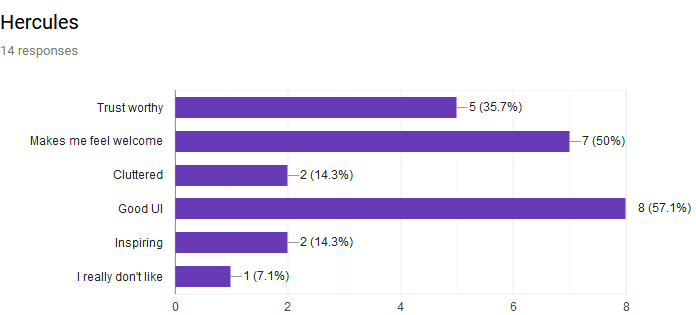 Hercules
14 responses
Trust worthy 5 (35.7%)
Makes me feel welcome 7 (50%)
Cluttered 2 (14.3%)
Good UI 8 (57.1%)
Inspiring 2 (14.3%)
I really don't like 1 (7.1%)
0 2 4 6 8